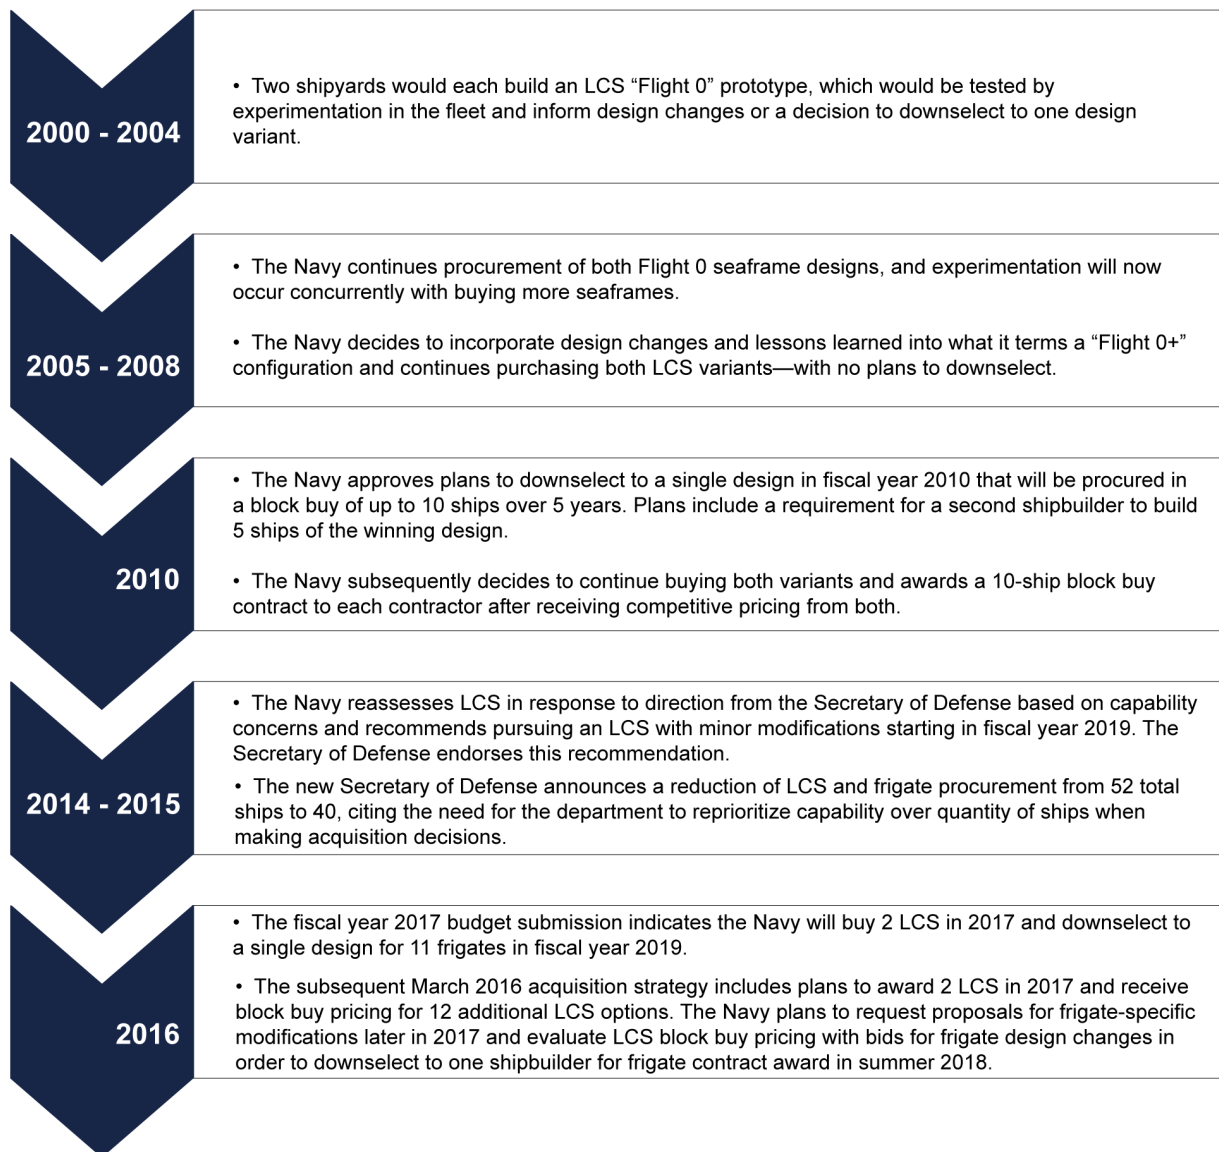 2000 - 2004
• Two shipyards would each build an LCS “Flight 0” prototype, which would be tested by
experimentation in the fleet and inform design changes or a decision to downselect to one design
variant.
2005 - 2008
• The Navy continues procurement of both Flight 0 seaframe designs, and experimentation will now
occur concurrently with buying more seaframes.
• The Navy decides to incorporate design changes and lessons learned into what it terms a “Flight 0+”
configuration and continues purchasing both LCS variants—with no plans to downselect.
2010
• The Navy approves plans to downselect to a single design in fiscal year 2010 that will be procured in
a block buy of up to 10 ships over 5 years. Plans include a requirement for a second shipbuilder to build
5 ships of the winning design.
• The Navy subsequently decides to continue buying both variants and awards a 10-ship block buy
contract to each contractor after receiving competitive pricing from both.
2014 - 2015
• The Navy reassesses LCS in response to direction from the Secretary of Defense based on capability
concerns and recommends pursuing an LCS with minor modifications starting in fiscal year 2019. The
Secretary of Defense endorses this recommendation.
• The new Secretary of Defense announces a reduction of LCS and frigate procurement from 52 total
ships to 40, citing the need for the department to reprioritize capability over quantity of ships when
making acquisition decisions.
2016
• The fiscal year 2017 budget submission indicates the Navy will buy 2 LCS in 2017 and downselect to
a single design for 11 frigates in fiscal year 2019.
• The subsequent March 2016 acquisition strategy includes plans to award 2 LCS in 2017 and receive
block buy pricing for 12 additional LCS options. The Navy plans to request proposals for frigate-specific
modifications later in 2017 and evaluate LCS block buy pricing with bids for frigate design changes in
order to downselect to one shipbuilder for frigate contract award in summer 2018.